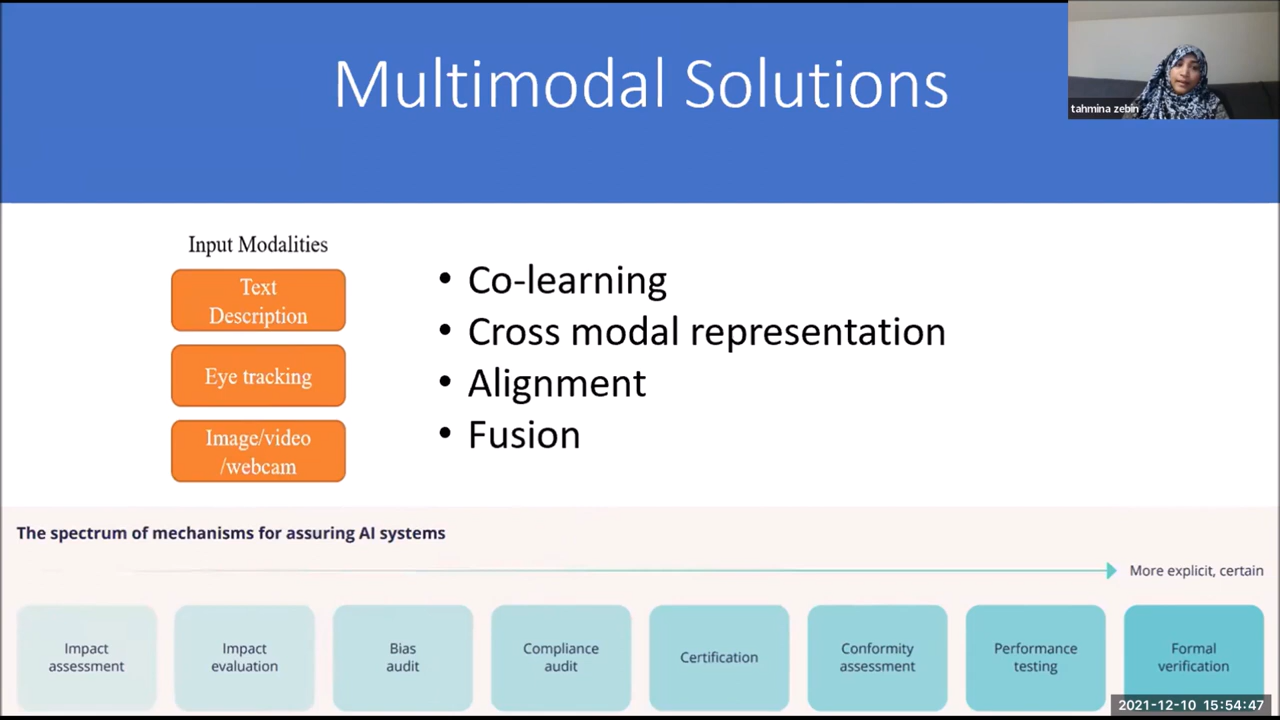 Multimodal Solutions
tahmina zebin
Input Modalities
Text
Description
Eye tracking
Image/video
/webcam
• Co-learning
• Cross modal representation
• Alignment
• Fusion
The spectrum of mechanisms for assuring AI systems
More explicit, certain
Impact
assessment
Impact
evaluation
Bias
audit
Compliance
audit
Certification
Conformity
assessment
Performance
testing
Formal
verification
2021-12-10 15:54:47